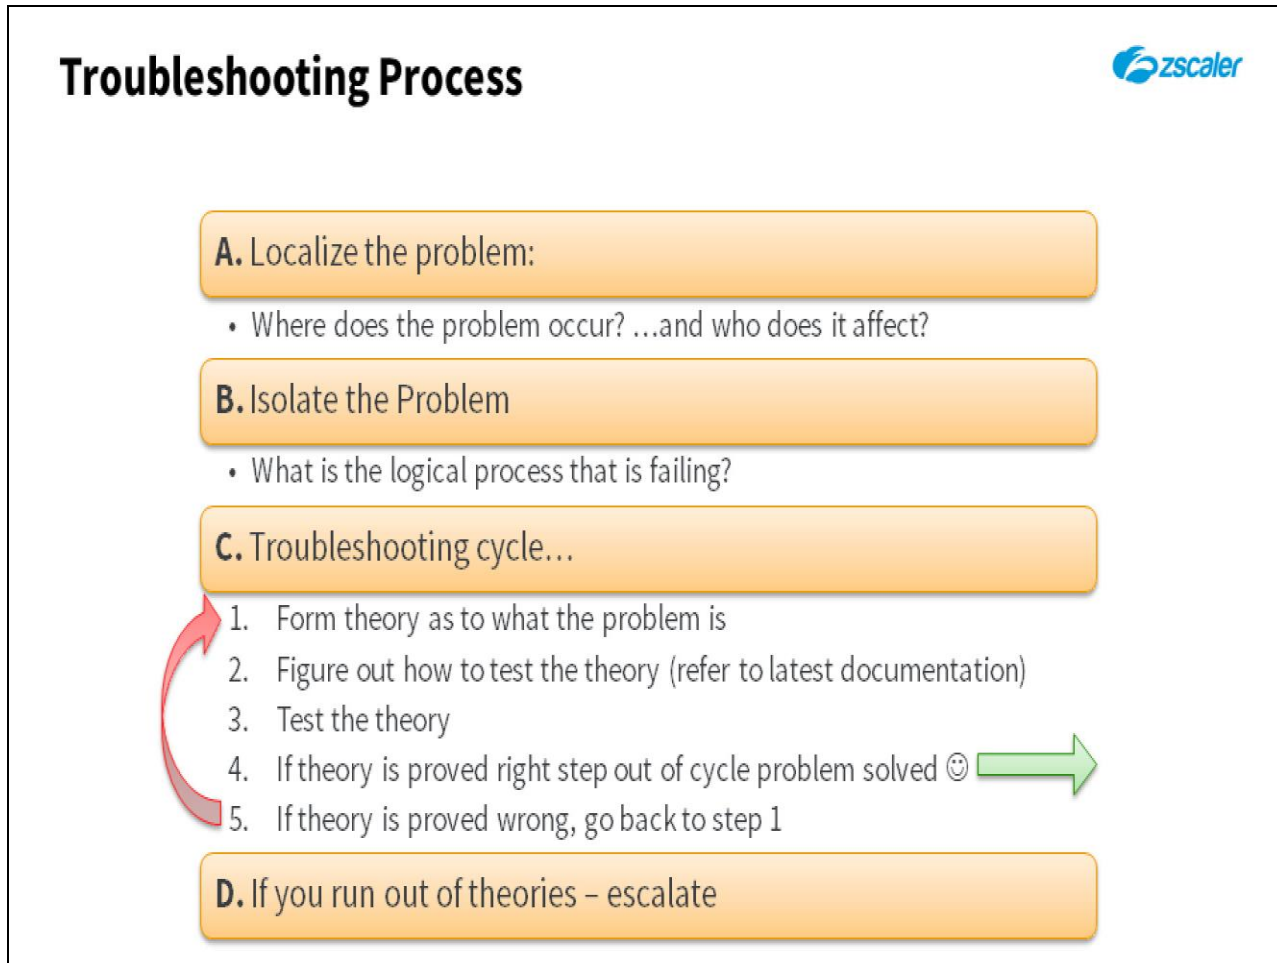 Troubleshooting Process
zscaler
A. Localize the problem:
• Where does the problem occur? ...and who does it affect?
B. Isolate the Problem
• What is the logical process that is failing?
C. Troubleshooting cycle...
1. Form theory as to what the problem is
2. Figure out how to test the theory (refer to latest documentation)
3. Test the theory
4. If theory is proved right step out of cycle problem solved ☺
5. If theory is proved wrong, go back to step 1
D. If you run out of theories – escalate